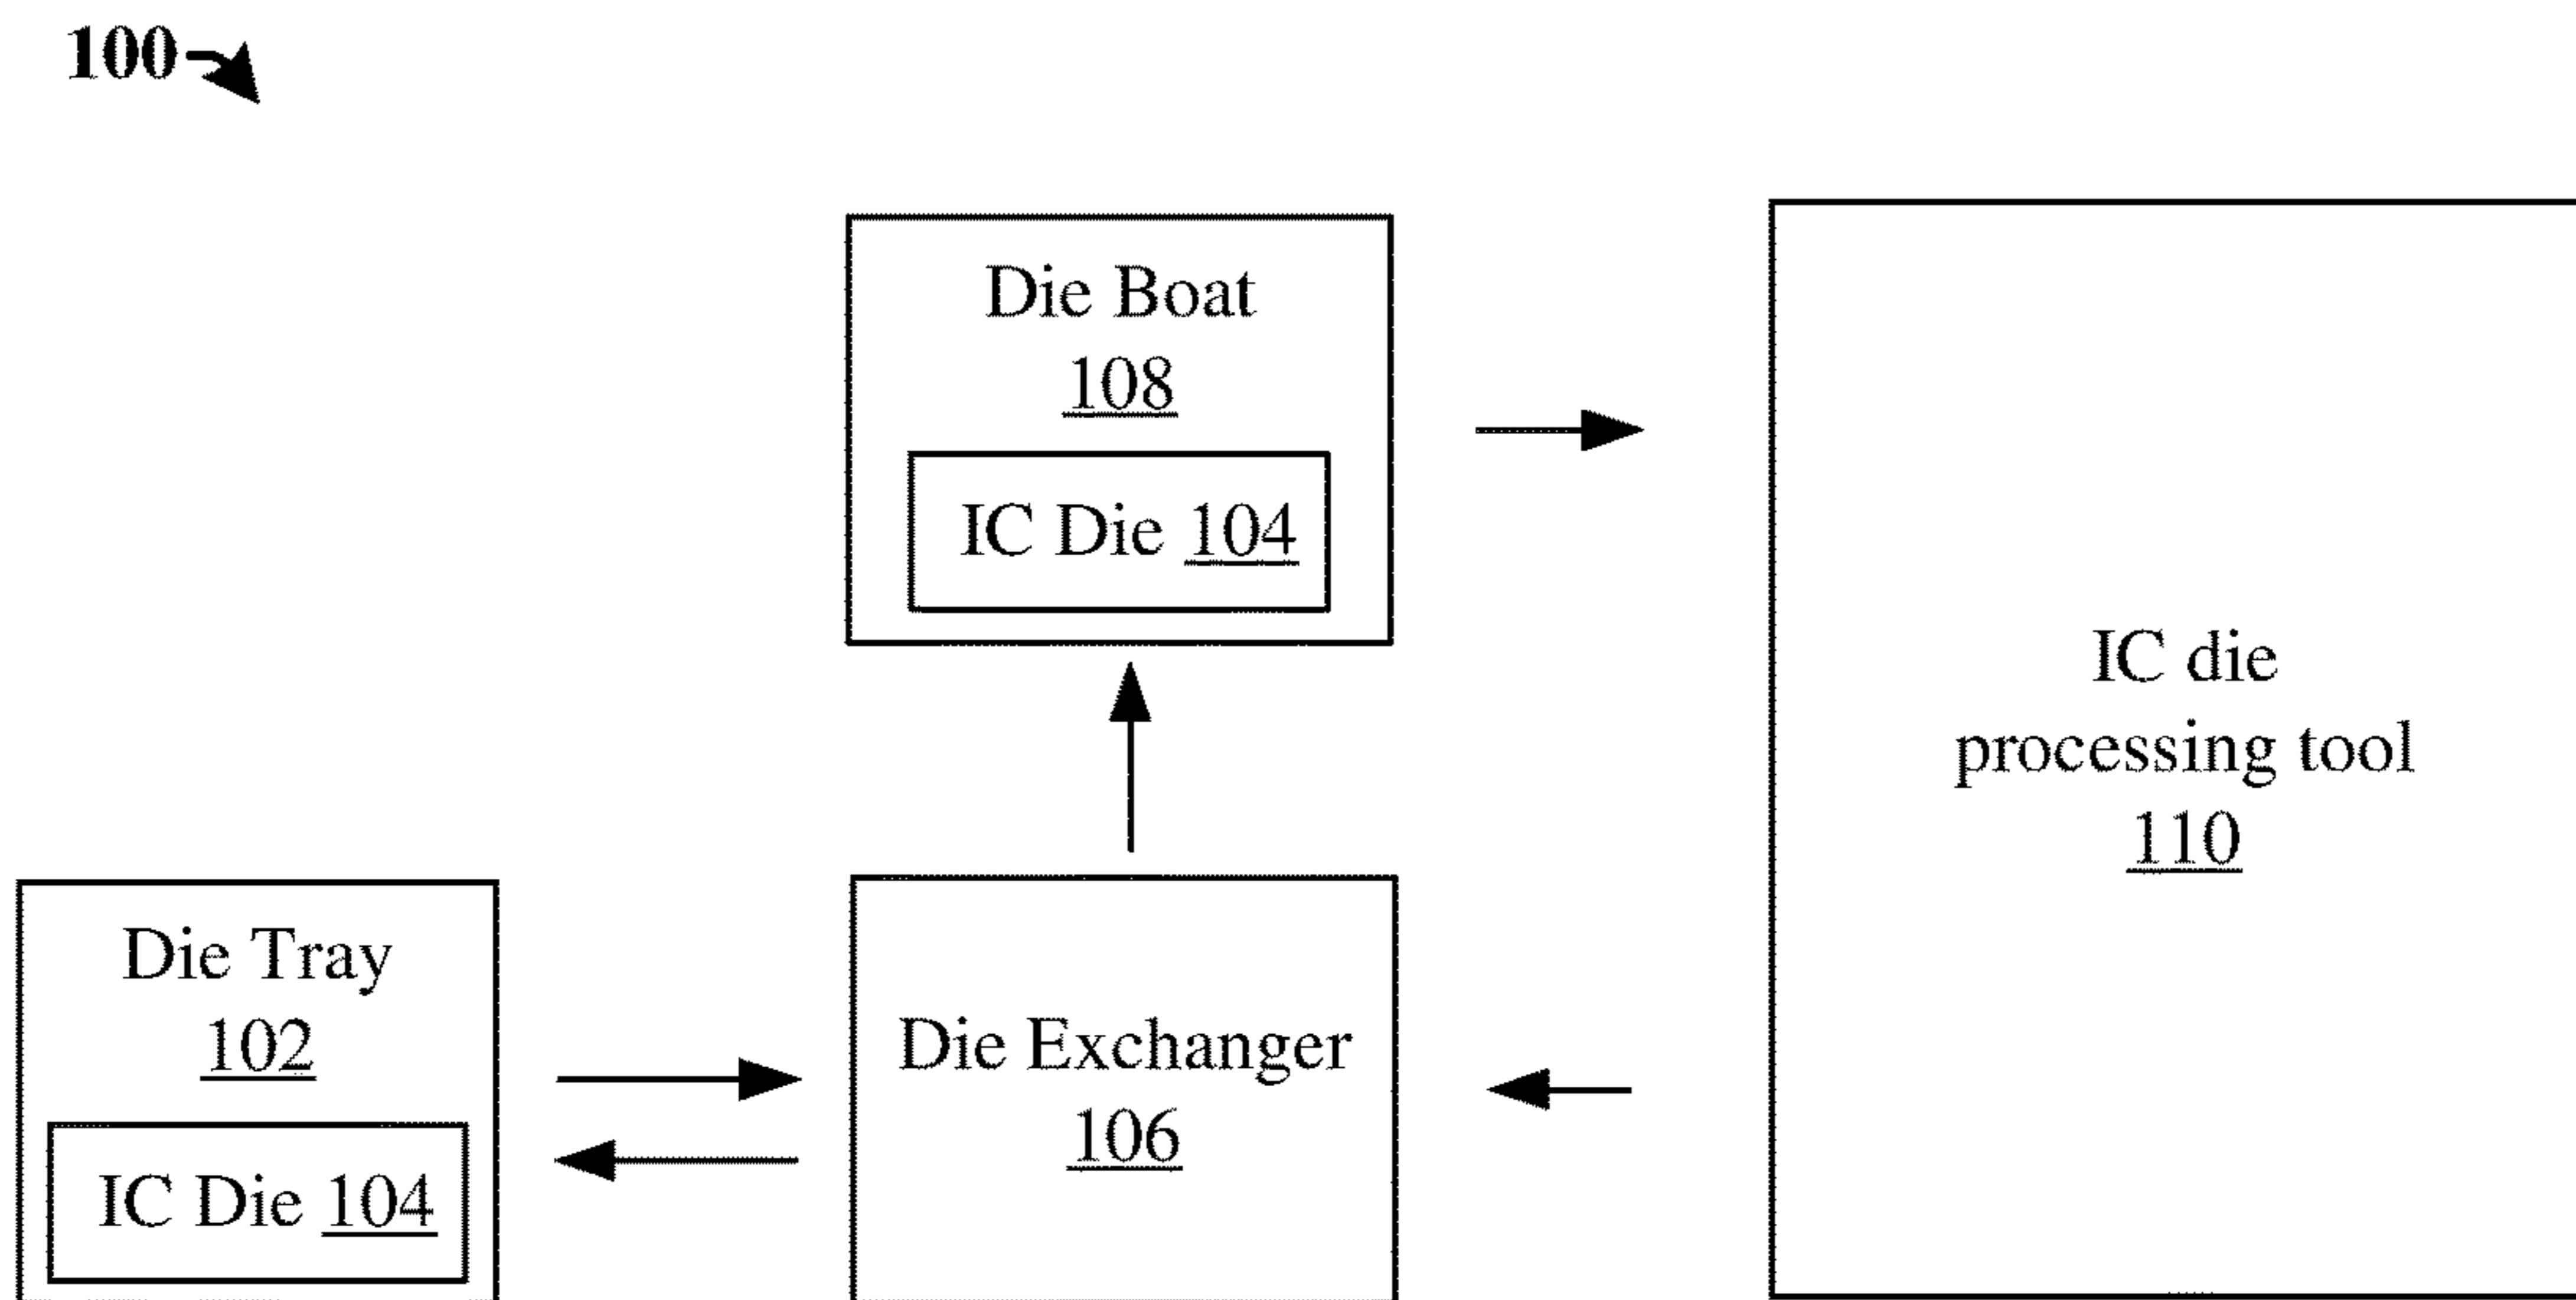 100
Die Boat
108
IC Die 104
IC die
processing tool
110
Die Tray
102
IC Die 104
Die Exchanger
106